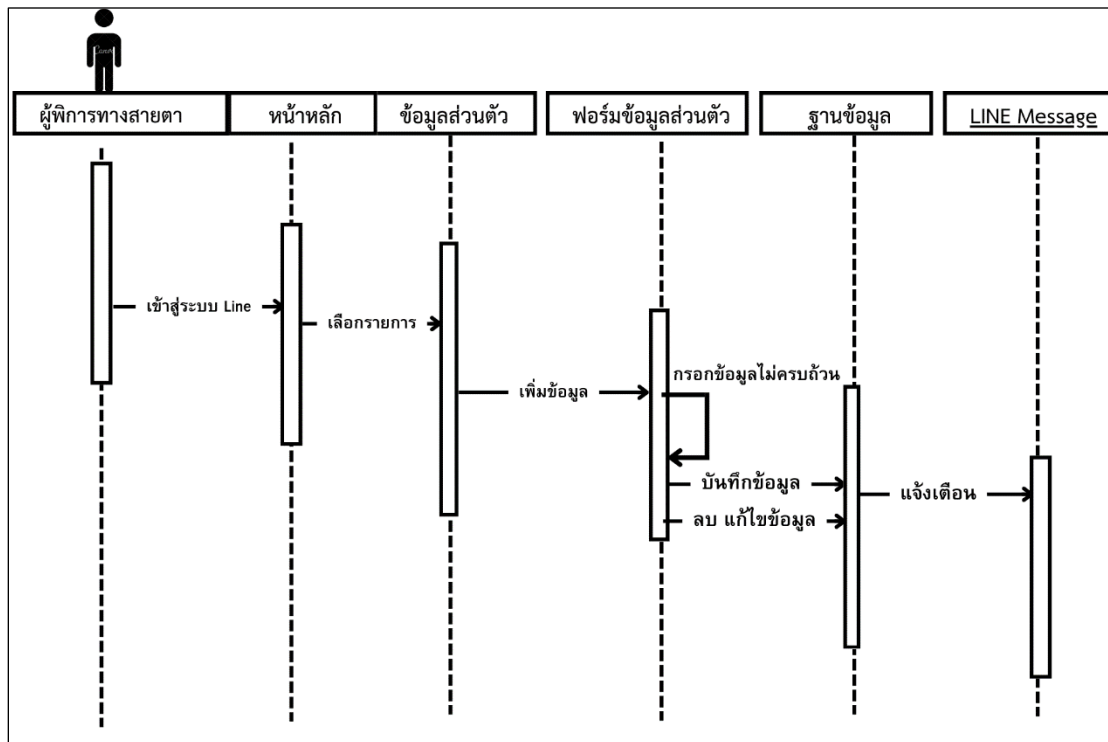 Canva
ผู้พิการทางสายตา
หน้าหลัก
ข้อมูลส่วนตัว
ฟอร์มข้อมูลส่วนตัว
ฐานข้อมูล
LINE Message
เข้าสู่ระบบ Line
เลือกรายการ
เพิ่มข้อมูล
กรอกข้อมูลไม่ครบถ้วน
บันทึกข้อมูล
แจ้งเตือน
ลบ แก้ไขข้อมูล